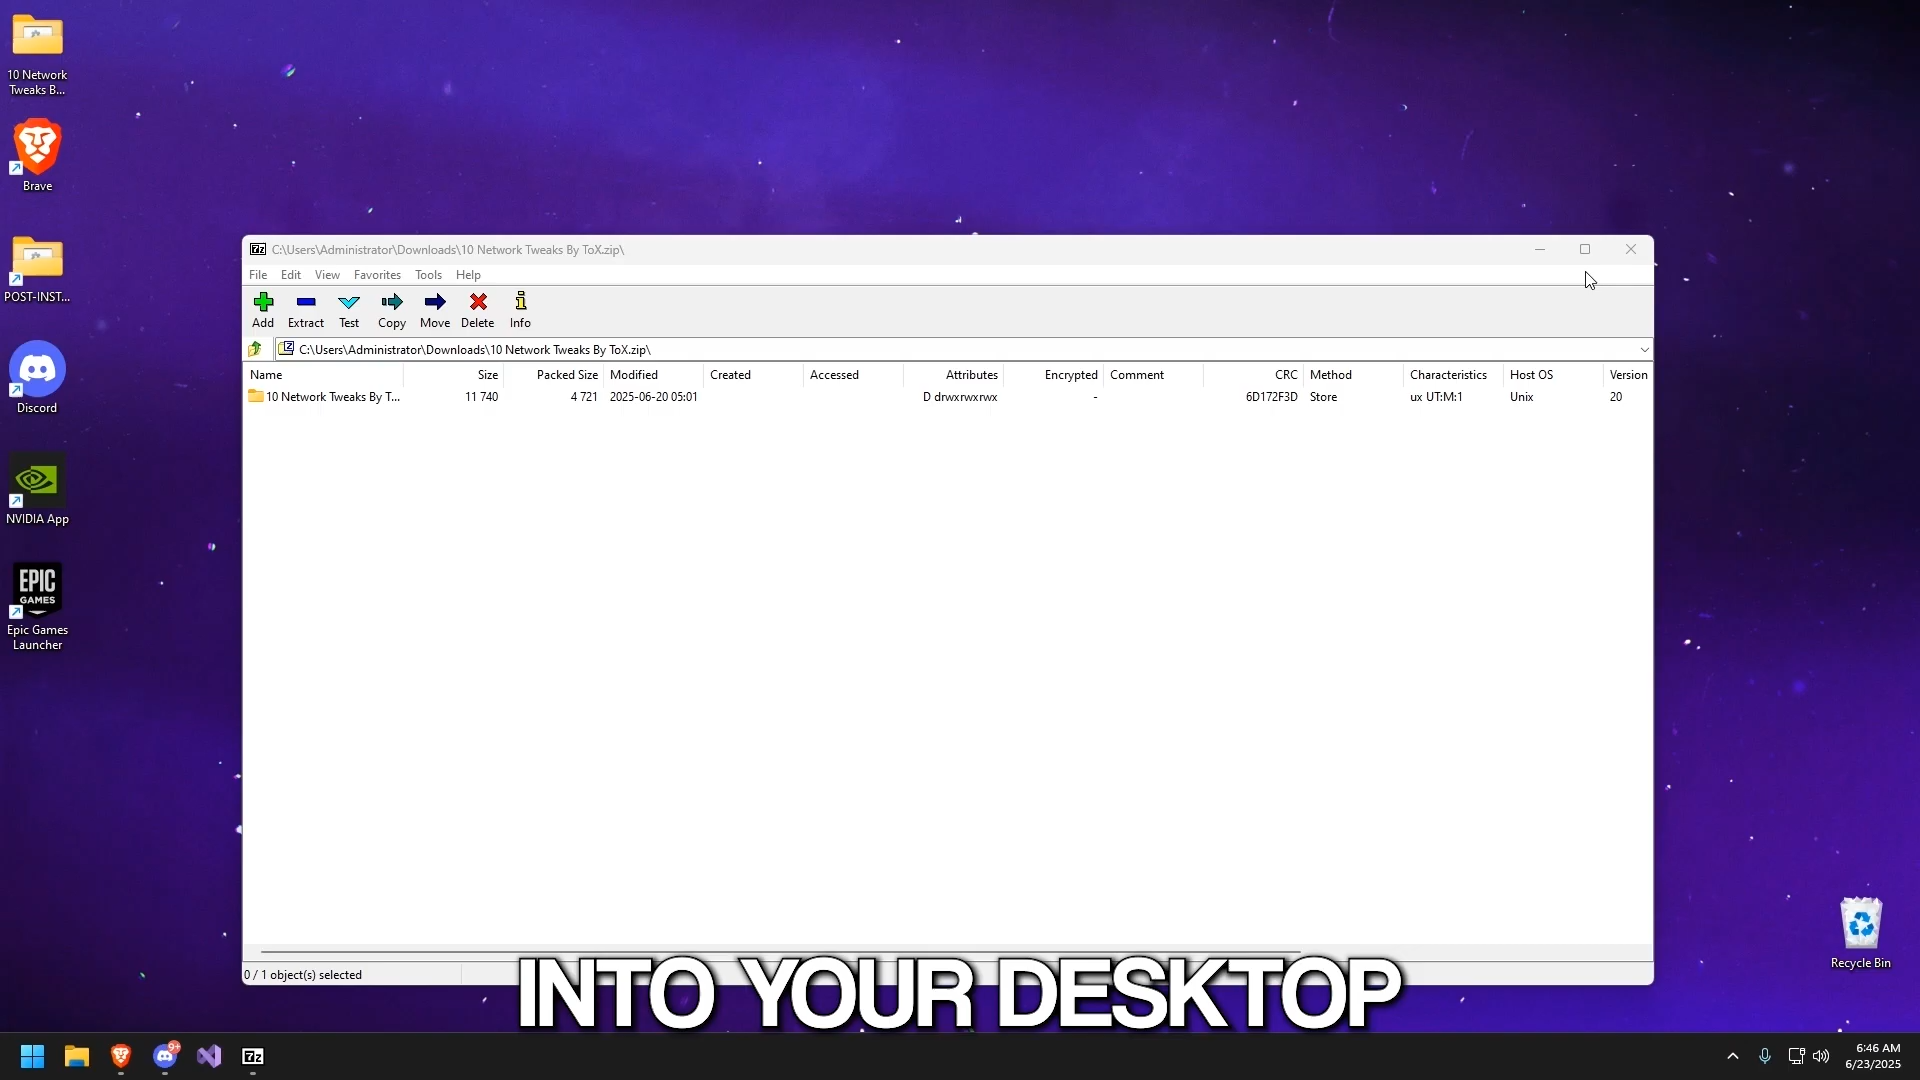 10 Network
Tweaks B...
Brave
POST-INST...
Discord
NVIDIA App
EPIC
GAMES
Epic Games
Launcher
7z C:\Users\Administrator\Downloads\10 Network Tweaks By ToX.zip\
File Edit View Favorites Tools Help
Add Extract Test Copy Move Delete Info
C:\Users\Administrator\Downloads\10 Network Tweaks By ToX.zip\
Name Size Packed Size Modified Created Accessed Attributes Encrypted Comment CRC Method Characteristics Host OS Version
10 Network Tweaks By T... 11 740 4 721 2025-06-20 05:01 D drwxrwxrwx - 6D172F3D Store ux UT:M:1 Unix 20
0 / 1 object(s) selected
INTO YOUR DESKTOP
Recycle Bin
9+
7z
6:46 AM
6/23/2025